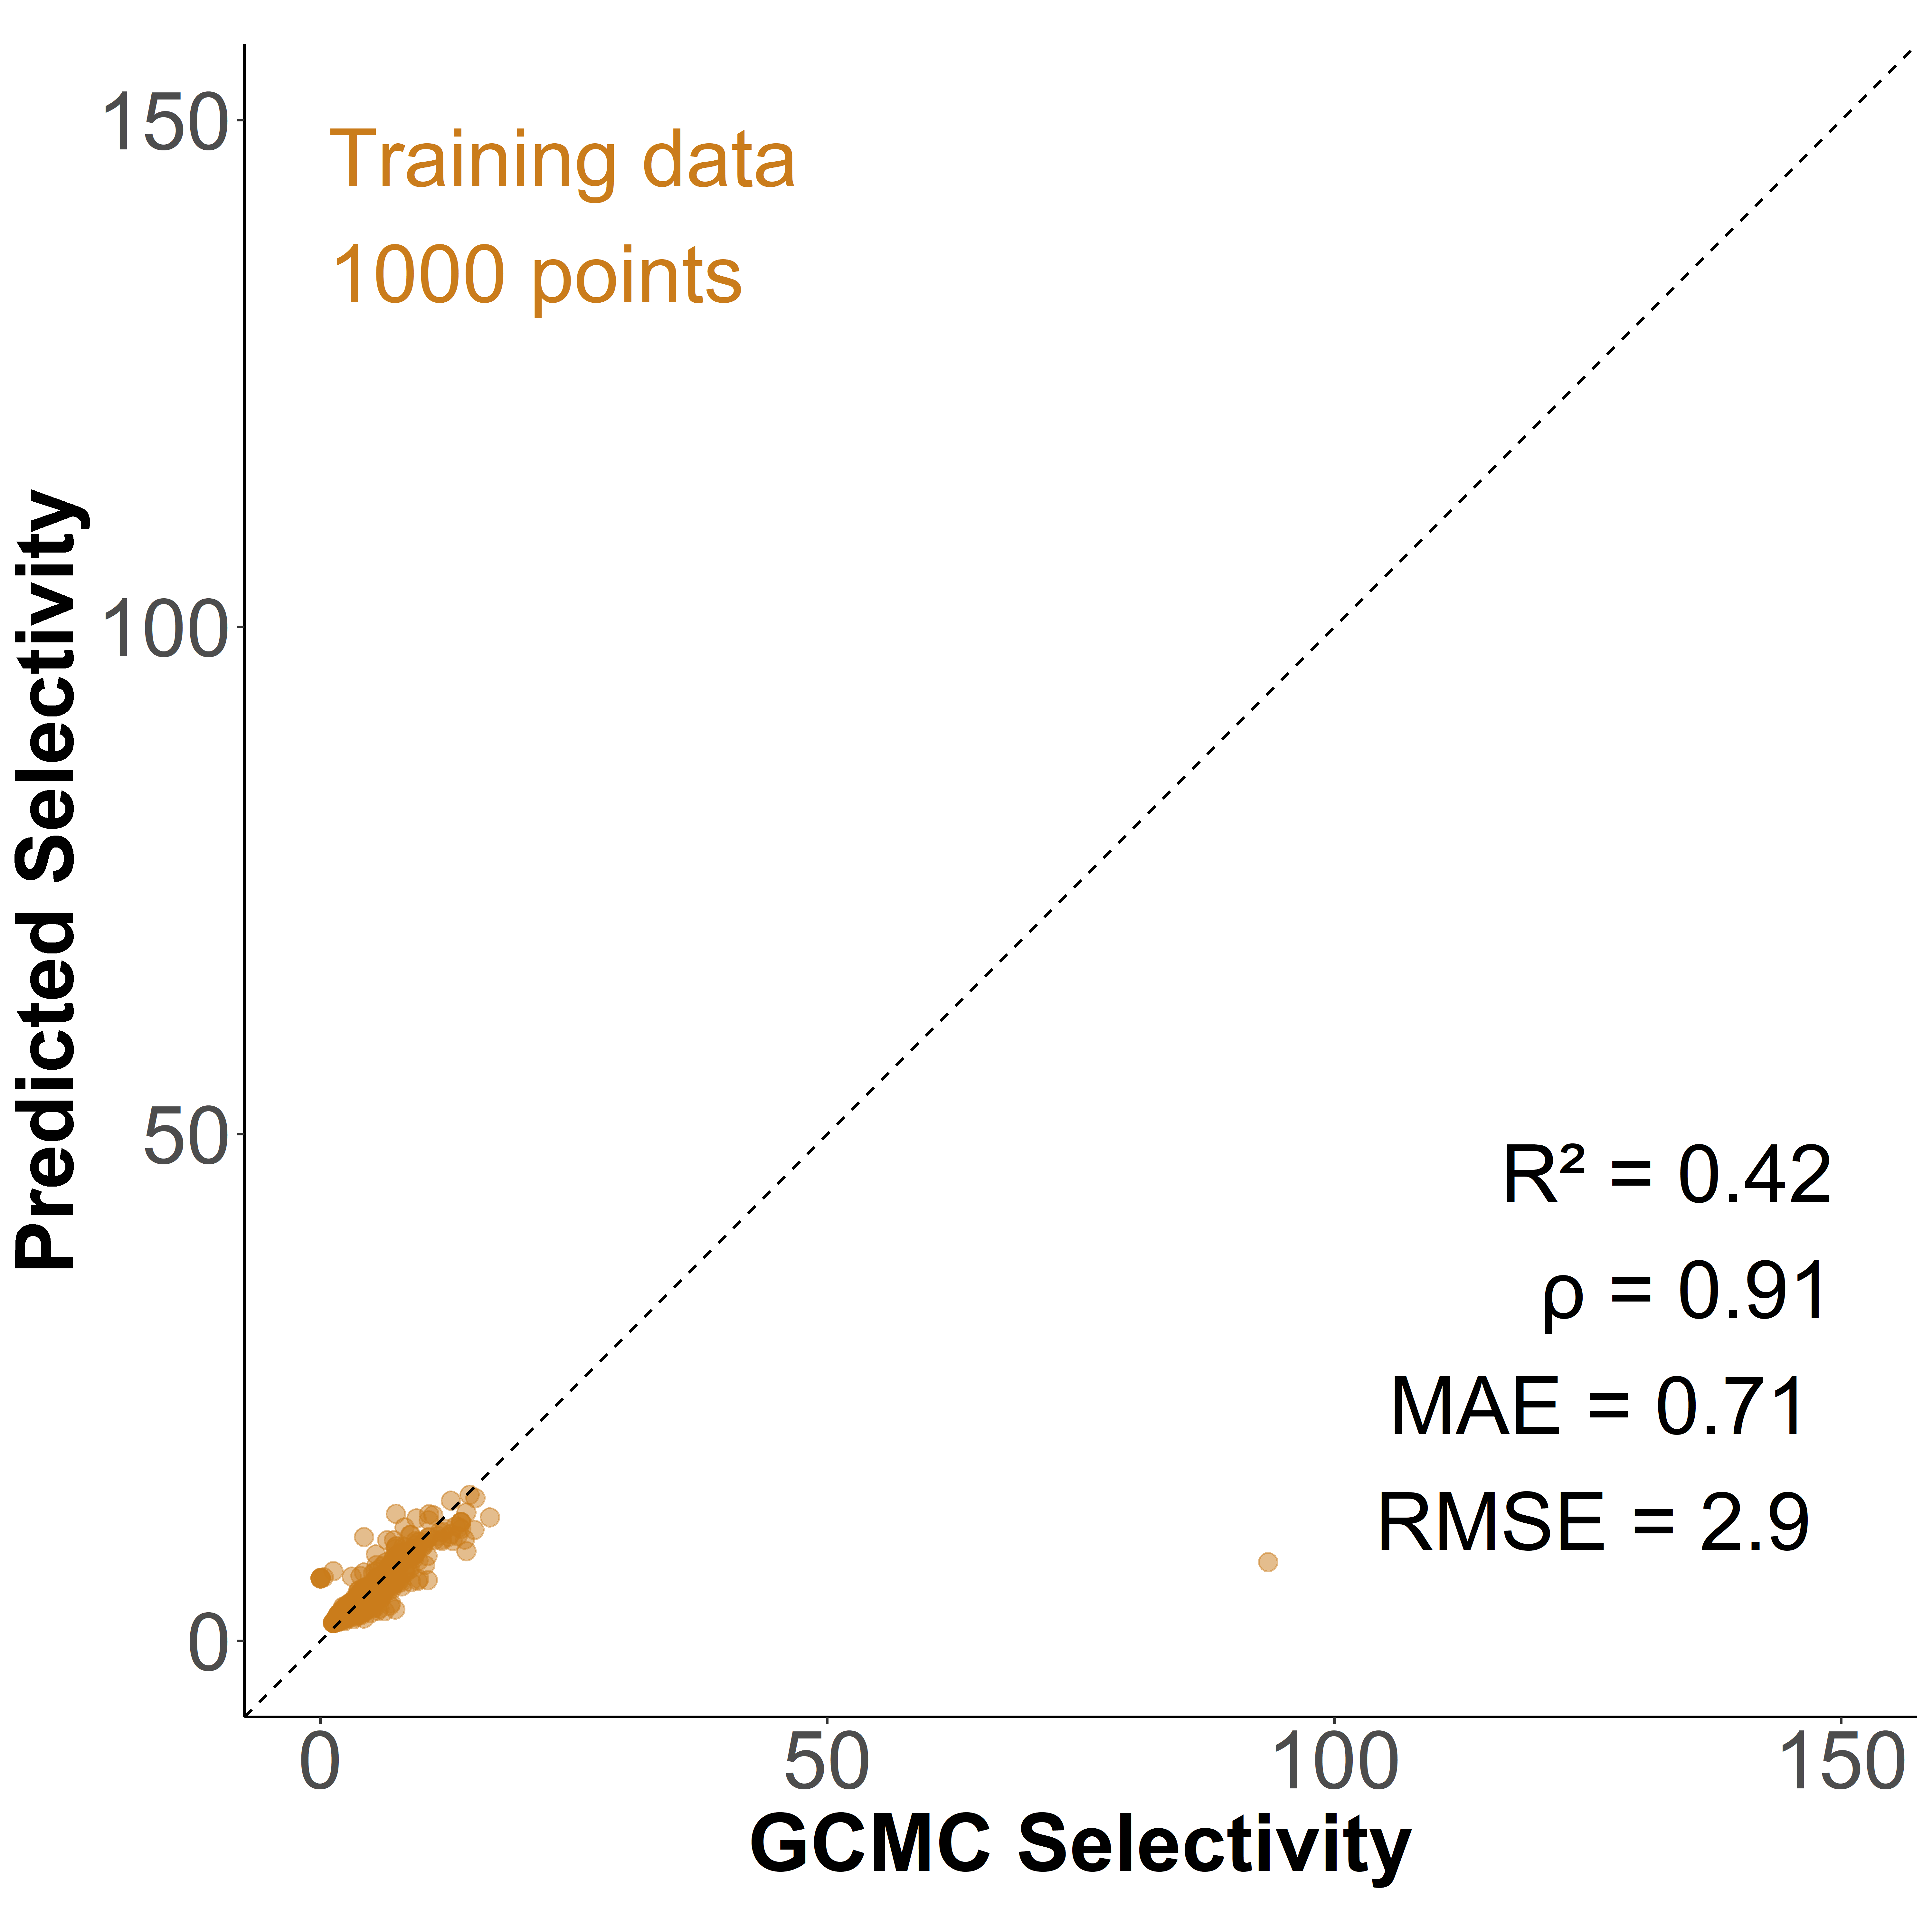 Training data
1000 points
Predicted Selectivity
150
100
50
0
R² = 0.42
ρ = 0.91
MAE = 0.71
RMSE = 2.9
0 50 100 150
GCMC Selectivity